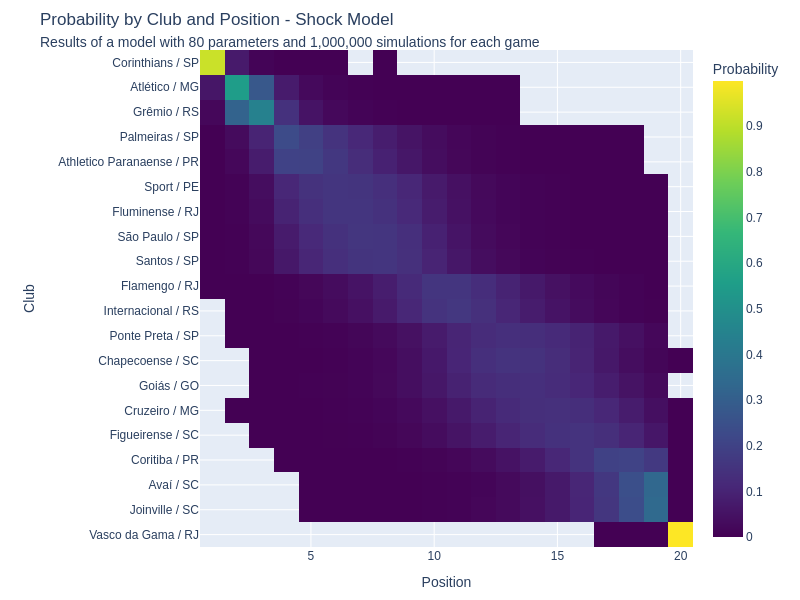 Probability by Club and Position - Shock Model
Results of a model with 80 parameters and 1,000,000 simulations for each game
Corinthians / SP
Atlético / MG
Grêmio / RS
Palmeiras / SP
Athletico Paranaense / PR
Sport / PE
Fluminense / RJ
São Paulo / SP
Santos / SP
Flamengo / RJ
Internacional / RS
Ponte Preta / SP
Chapecoense / SC
Goiás / GO
Cruzeiro / MG
Figueirense / SC
Coritiba / PR
Avaí / SC
Joinville / SC
Vasco da Gama / RJ
Club
5
10
15
20
Position
Probability
0.9
0.8
0.7
0.6
0.5
0.4
0.3
0.2
0.1
0